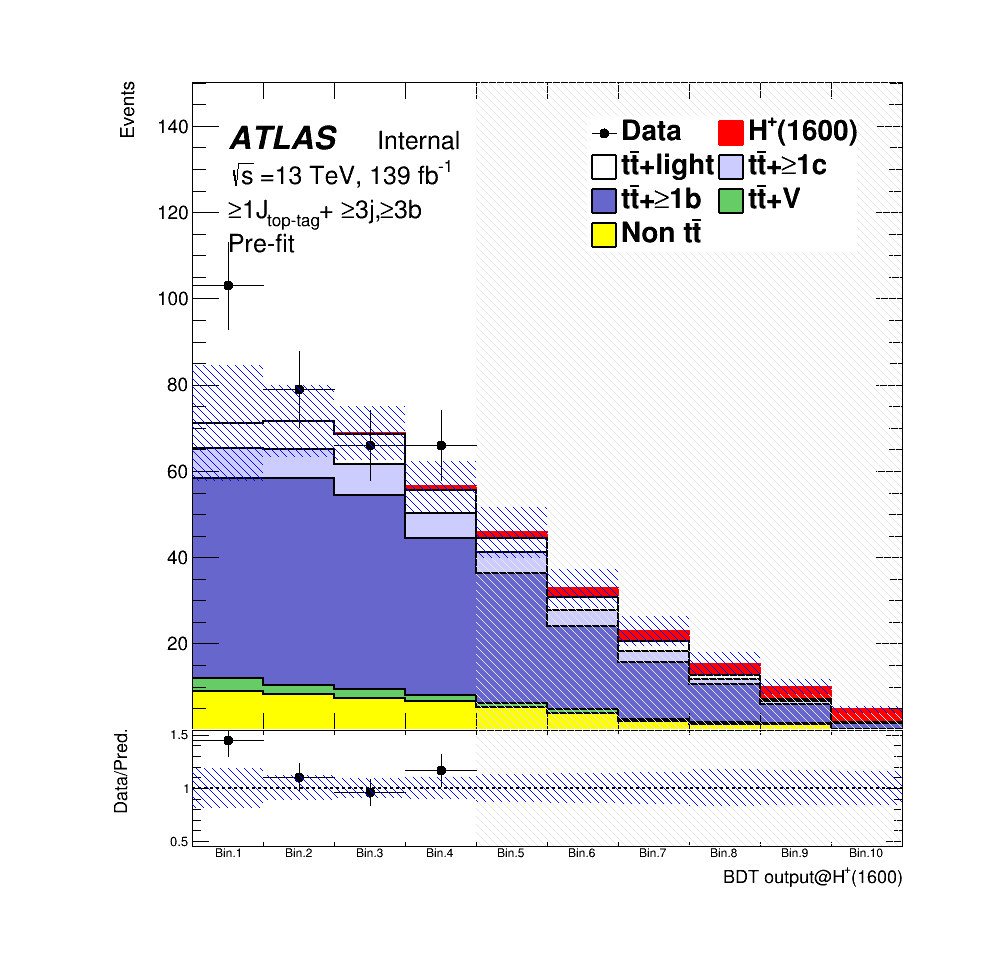 Events
140
120
100
80
60
40
20
ATLAS Internal
√s =13 TeV, 139 fb⁻¹
≥1J_top-tag+ ≥3j,≥3b
Pre-fit
Data H⁺(1600)
tt̄+light tt̄+≥1c
tt̄+≥1b tt̄+V
Non tt̄
Data/Pred.
1.5
1
0.5
Bin.1 Bin.2 Bin.3 Bin.4 Bin.5 Bin.6 Bin.7 Bin.8 Bin.9 Bin.10
BDT output@H⁺(1600)